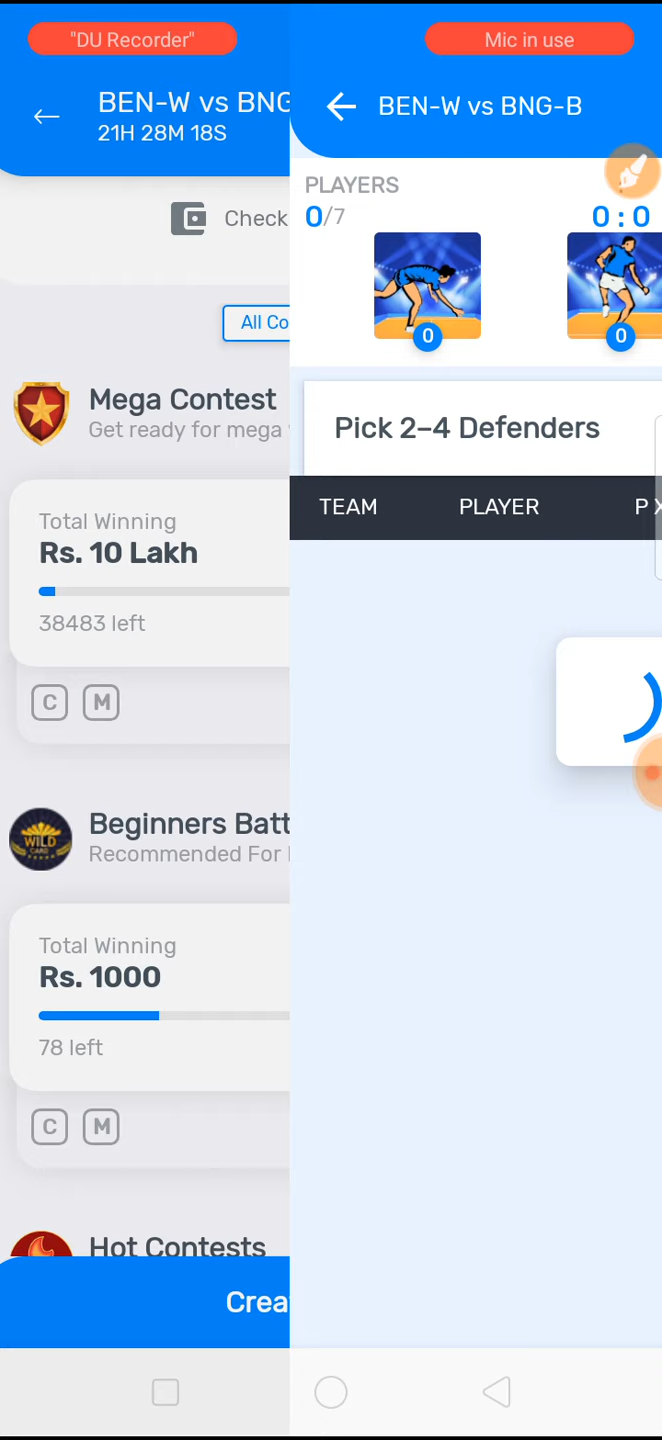 "DU Recorder"
Mic in use
BEN-W vs BNG
21H 28M 18S
Check
All Co
Mega Contest
Get ready for mega
Total Winning
Rs. 10 Lakh
38483 left
C M
WILD
CARD
Beginners Batt
Recommended For
Total Winning
Rs. 1000
78 left
C M
Hot Contests
Crea
BEN-W vs BNG-B
PLAYERS
0/7
0 : 0
0
0
Pick 2–4 Defenders
TEAM PLAYER P X